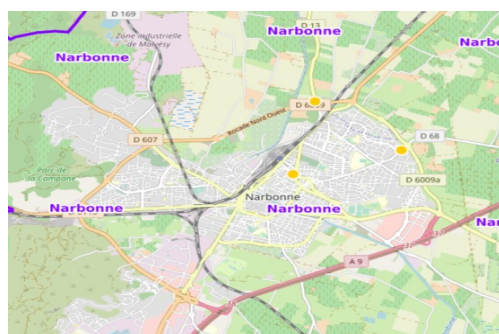 D 169
D 13
Narbonne
Zone Industrielle
de Malvésy
Narbonne
Narbonne
D 6009
Rocade Nord Ouest
D 607
D 68
Parc de
la Campane
D 6009a
Narbonne
Narbonne
Narbonne
A 9